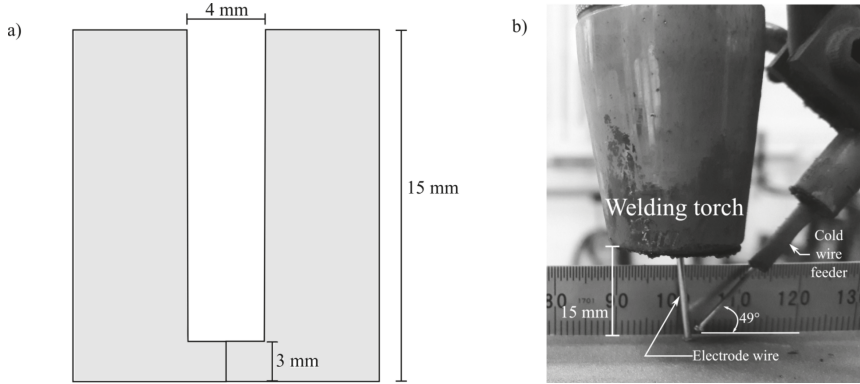 a)
4 mm
15 mm
3 mm
b)
Welding torch
Cold
wire
feeder
80
1761
90
100
110
120
130
15 mm
49°
Electrode wire